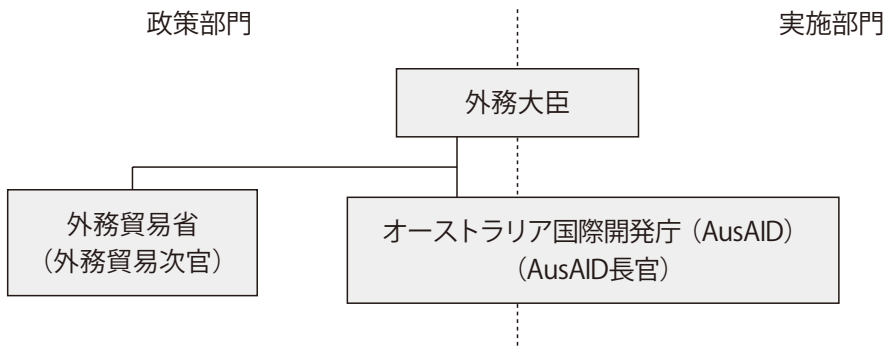 政策部門
実施部門
外務大臣
外務貿易省
（外務貿易次官）
オーストラリア国際開発庁（AusAID）
（AusAID長官）